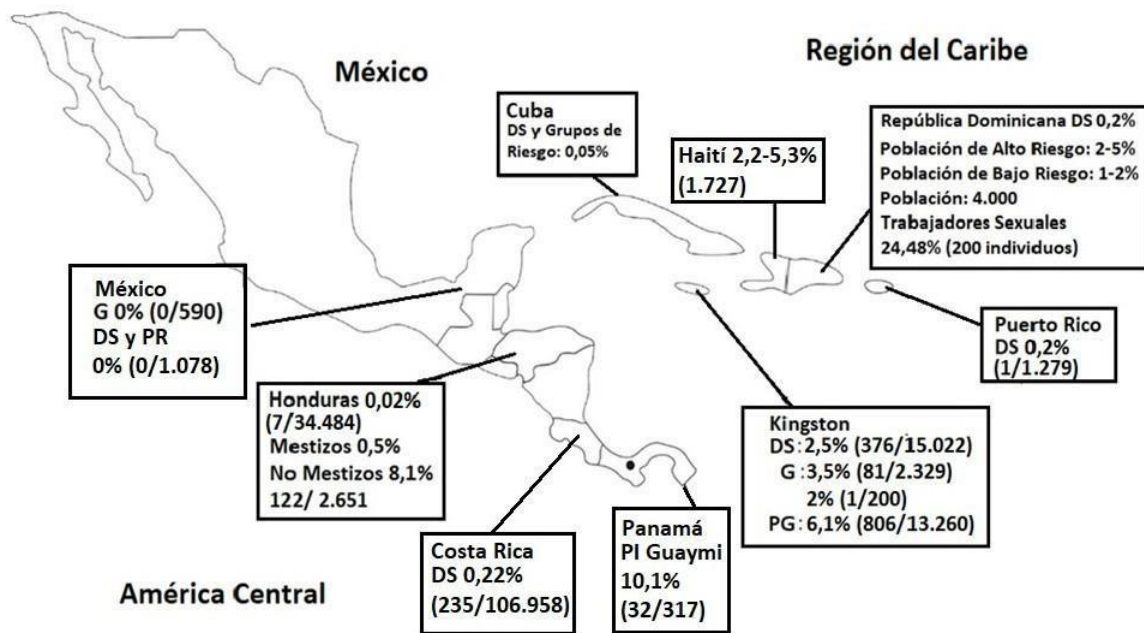 México
Región del Caribe
Cuba
DS y Grupos de
Riesgo: 0,05%
Haití 2,2-5,3%
(1.727)
República Dominicana DS 0,2%
Población de Alto Riesgo: 2-5%
Población de Bajo Riesgo: 1-2%
Población: 4.000
Trabajadores Sexuales
24,48% (200 individuos)
México
G 0% (0/590)
DS y PR
0% (0/1.078)
Puerto Rico
DS 0,2%
(1/1.279)
Honduras 0,02%
(7/34.484)
Mestizos 0,5%
No Mestizos 8,1%
122/ 2.651
Kingston
DS: 2,5% (376/15.022)
G: 3,5% (81/2.329)
2% (1/200)
PG: 6,1% (806/13.260)
Costa Rica
DS 0,22%
(235/106.958)
Panamá
PI Guaymi
10,1%
(32/317)
América Central